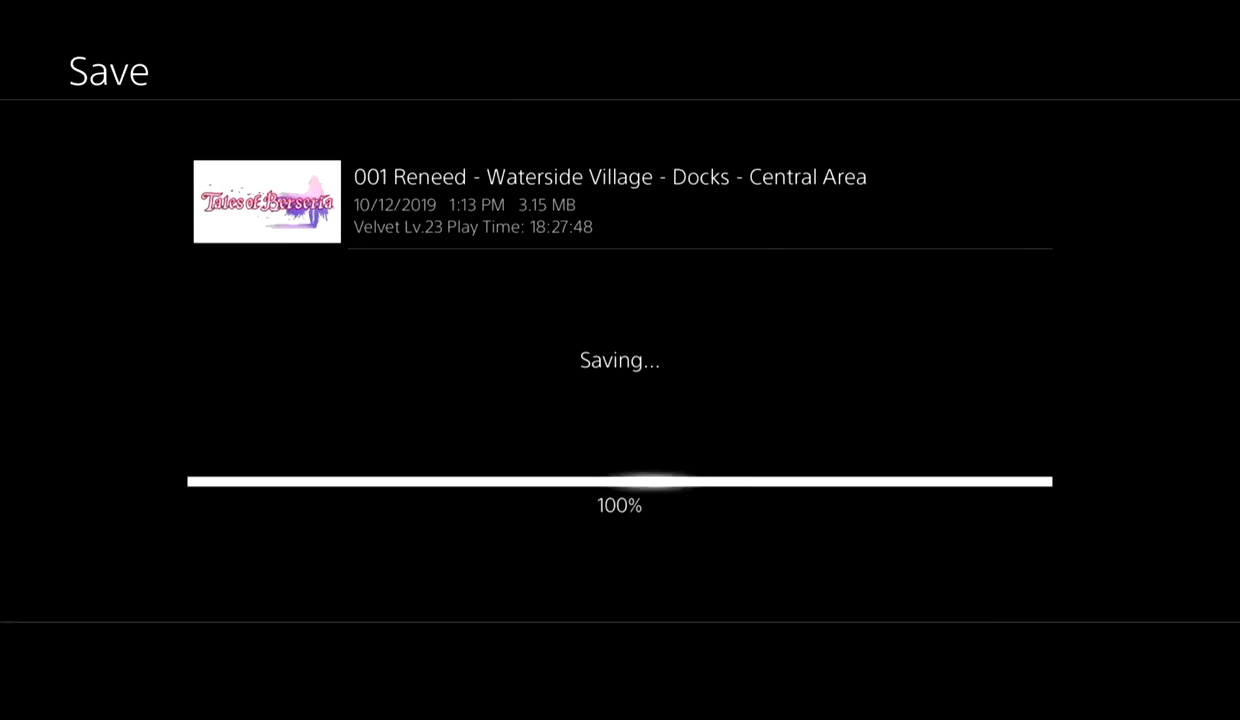 Save
Tales of Berseria
001 Reneed - Waterside Village - Docks - Central Area
10/12/2019 1:13 PM 3.15 MB
Velvet Lv.23 Play Time: 18:27:48
Saving...
100%